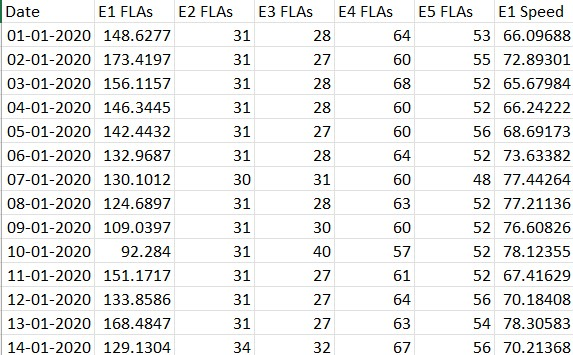 Date E1 FLAs E2 FLAs E3 FLAs E4 FLAs E5 FLAs E1 Speed
01-01-2020 148.6277 31 28 64 53 66.09688
02-01-2020 173.4197 31 27 60 55 72.89301
03-01-2020 156.1157 31 28 68 52 65.67984
04-01-2020 146.3445 31 28 60 52 66.24222
05-01-2020 142.4432 31 27 60 56 68.69173
06-01-2020 132.9687 31 28 64 52 73.63382
07-01-2020 130.1012 30 31 60 48 77.44264
08-01-2020 124.6897 31 28 63 52 77.21136
09-01-2020 109.0397 31 30 60 52 76.60826
10-01-2020 92.284 31 40 57 52 78.12355
11-01-2020 151.1717 31 27 61 52 67.41629
12-01-2020 133.8586 31 27 64 56 70.18408
13-01-2020 168.4847 31 27 63 54 78.30583
14-01-2020 129.1304 34 32 67 56 70.21368